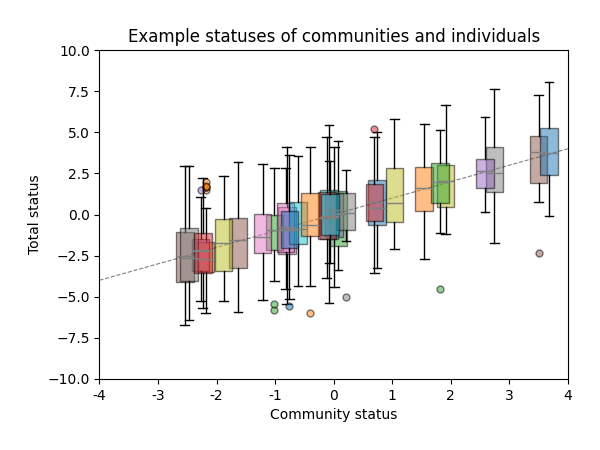 Example statuses of communities and individuals
10.0
7.5
5.0
2.5
0.0
−2.5
−5.0
−7.5
−10.0
Total status
-4 -3 -2 -1 0 1 2 3 4
Community status